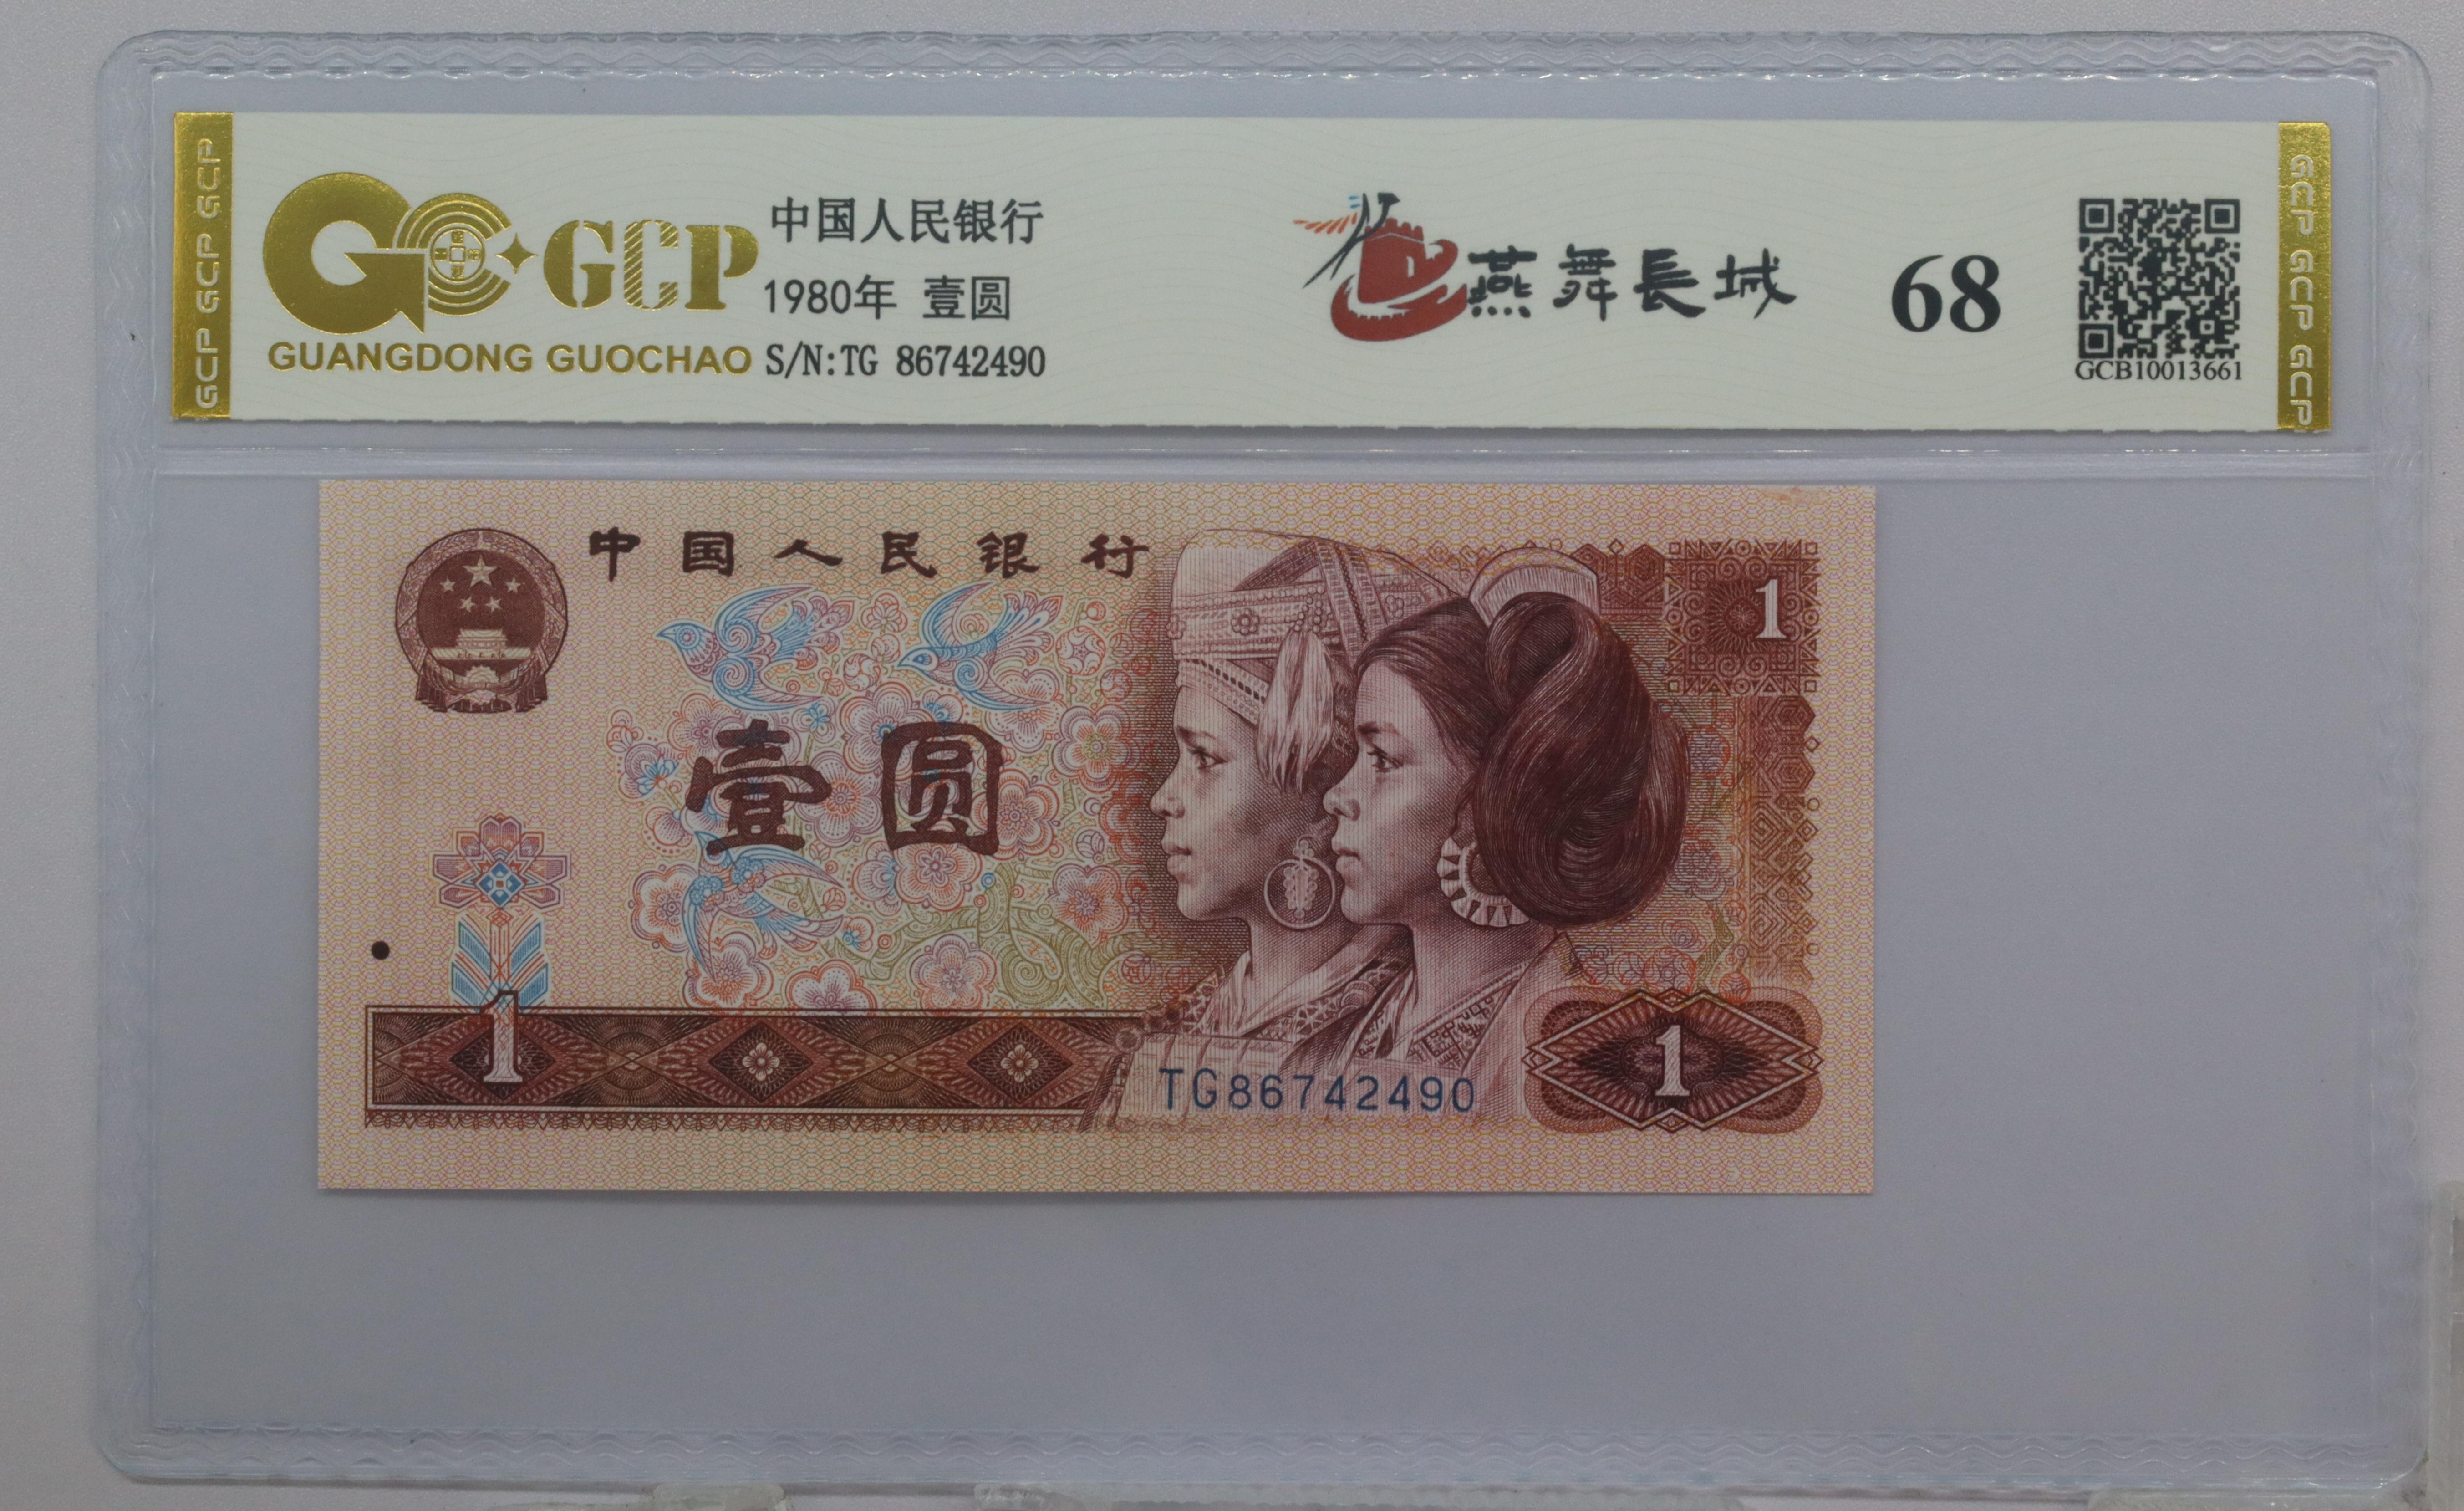 GCP GCP GCP
GCP
GUANGDONG GUOCHAO
中国人民银行
1980年 壹圆
S/N:TG 86742490
燕舞長城
68
GCB10013661
GCP GCP GCP
中国人民银行
1
壹圆
1
TG86742490
1